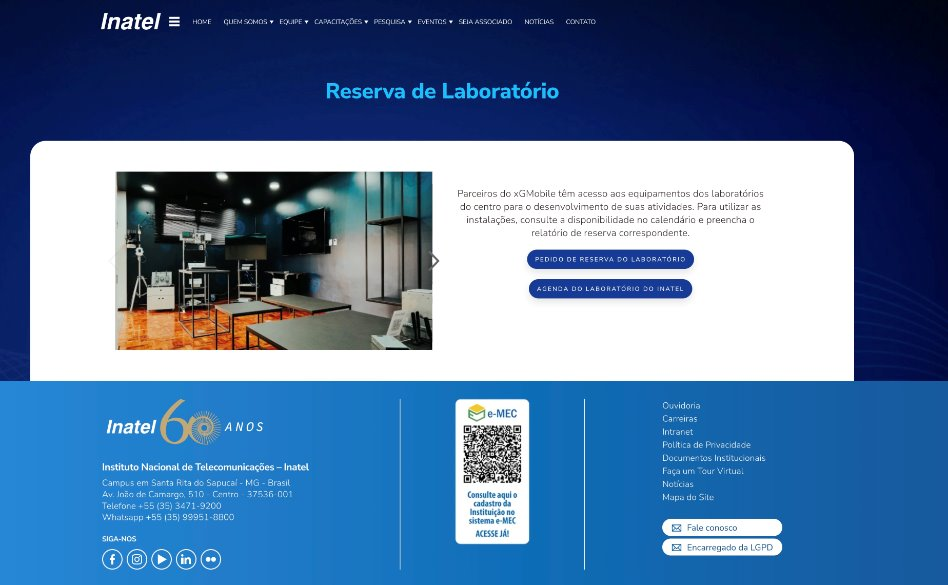 Inatel
HOME QUEM SOMOS EQUIPE CAPACITAÇÕES PESQUISA EVENTOS SEJA ASSOCIADO NOTÍCIAS CONTATO
Reserva de Laboratório
Parceiros do xGMobile têm acesso aos equipamentos dos laboratórios
do centro para o desenvolvimento de suas atividades. Para utilizar as
instalações, consulte a disponibilidade no calendário e preencha o
relatório de reserva correspondente.
PEDIDO DE RESERVA DO LABORATÓRIO
AGENDA DO LABORATÓRIO DO INATEL
Inatel 60 ANOS
Instituto Nacional de Telecomunicações – Inatel
Campus em Santa Rita do Sapucaí - MG - Brasil
Av. João de Camargo, 510 - Centro - 37536-001
Telefone +55 (35) 3471-9200
Whatsapp +55 (35) 99951-8800
SIGA-NOS
e-MEC
Consulte aqui o
cadastro da
Instituição no
sistema e-MEC
ACESSE JÁ!
Ouvidoria
Carreiras
Intranet
Política de Privacidade
Documentos Institucionais
Faça um Tour Virtual
Notícias
Mapa do Site
Fale conosco
Encarregado da LGPD